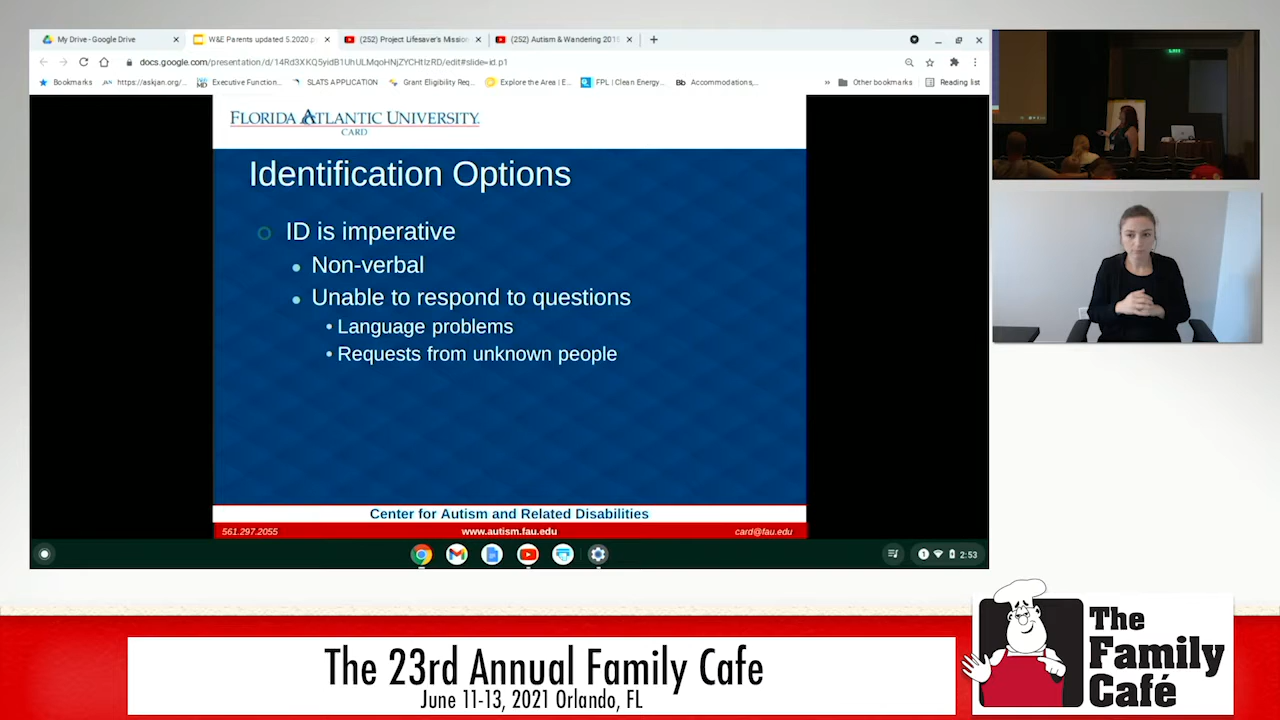 My Drive - Google Drive
W&E Parents updated 5.2020 p
(252) Project Lifesaver's Mission
(252) Autism & Wandering 201
docs.google.com/presentation/d/14Rd3XKQ5yidB1UhULMqoHNjZYCHtIzRD/edit#slide=id.p1
Bookmarks
https://askjan.org/...
Executive Function...
SLATS APPLICATION
Grant Eligibility Req...
Explore the Area | E...
FPL | Clean Energy...
Bb Accommodations,...
»
Other bookmarks
Reading list
FLORIDA ATLANTIC UNIVERSITY.
CARD
Identification Options
ID is imperative
• Non-verbal
• Unable to respond to questions
• Language problems
• Requests from unknown people
Center for Autism and Related Disabilities
561.297.2055
www.autism.fau.edu
card@fau.edu
1
2:53
The 23rd Annual Family Cafe
June 11-13, 2021 Orlando, FL
The
Family
Café